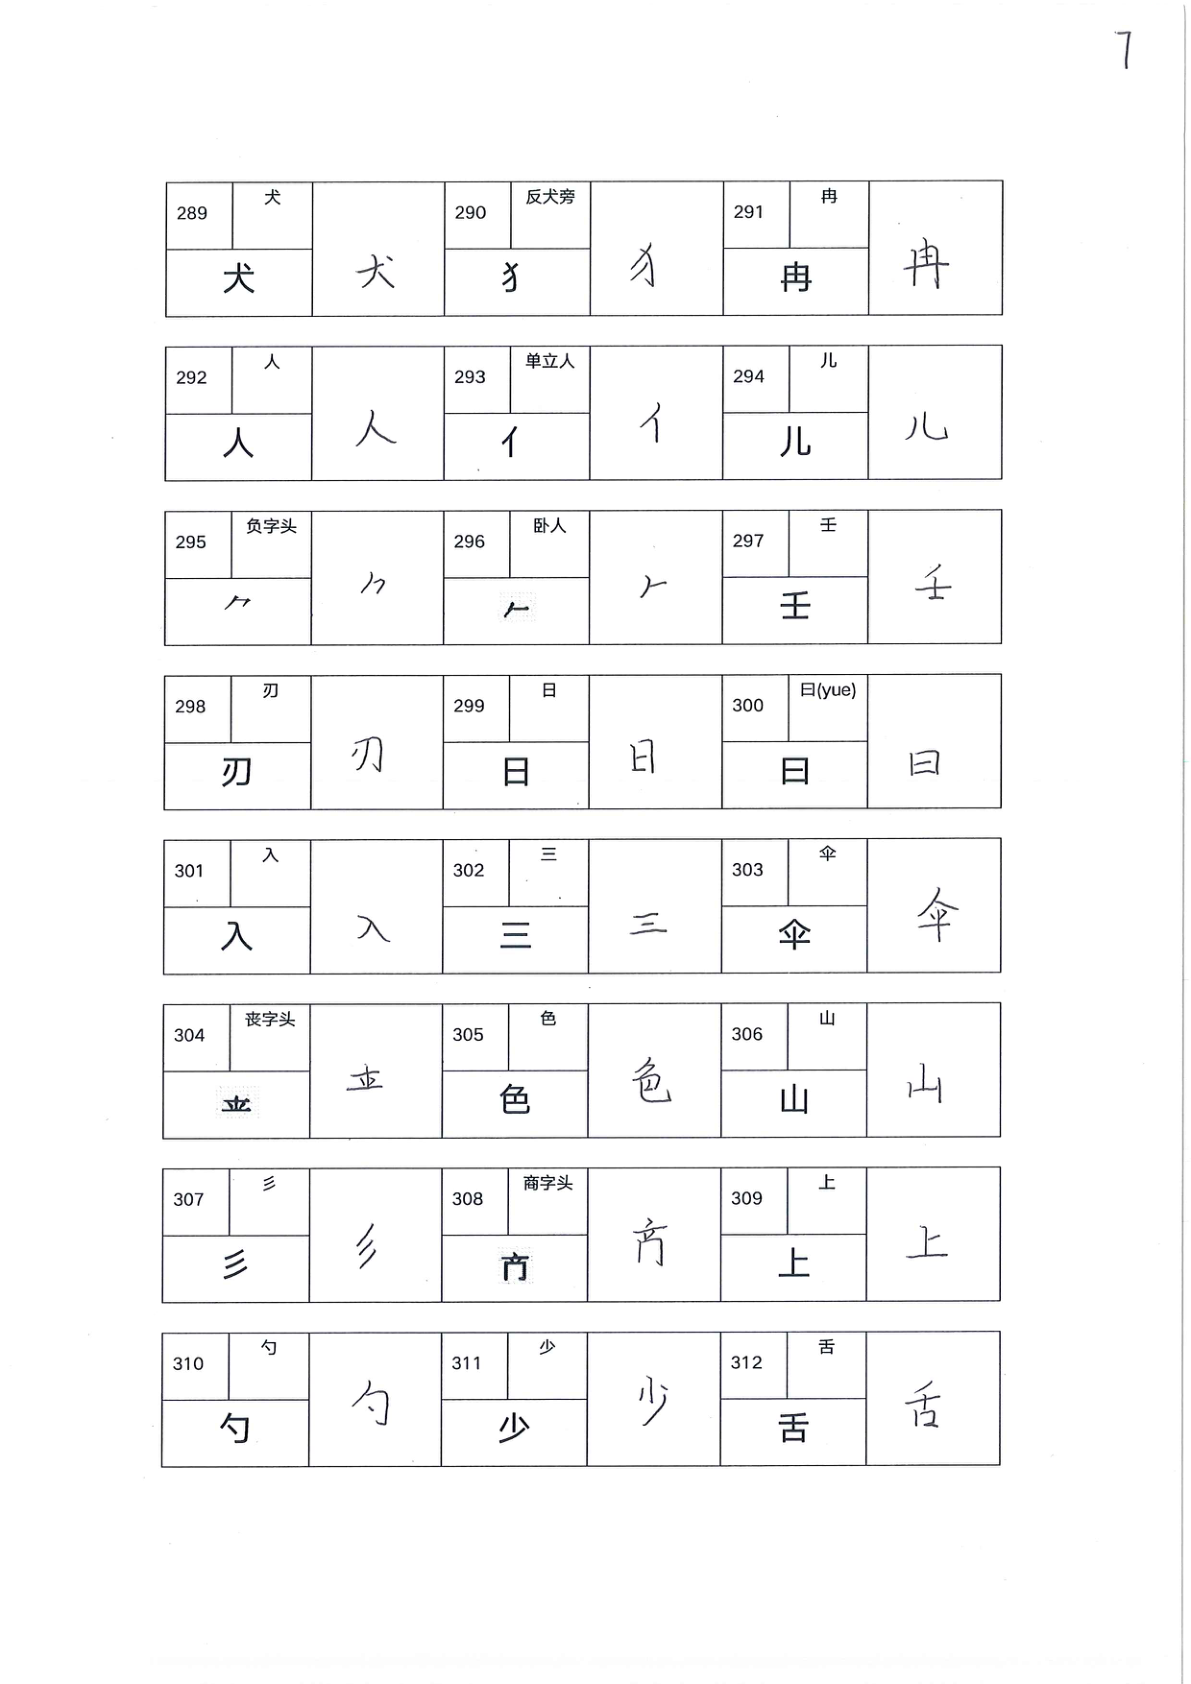 7
289 犬 290 反犬旁 291 冉
犬 犬 犭 犭 冉 冉
292 人 293 单立人 294 儿
人 人 亻 亻 儿 儿
295 负字头 296 卧人 297 壬
⺈ ⺈ 𠂉 𠂉 壬 壬
298 刃 299 日 300 曰(yue)
刃 刃 日 日 曰 曰
301 入 302 三 303 伞
入 入 三 三 伞 伞
304 丧字头 305 色 306 山
色 色 山 山
307 彡 308 商字头 309 上
彡 彡 上 上
310 勺 311 少 312 舌
勺 勺 少 少 舌 舌